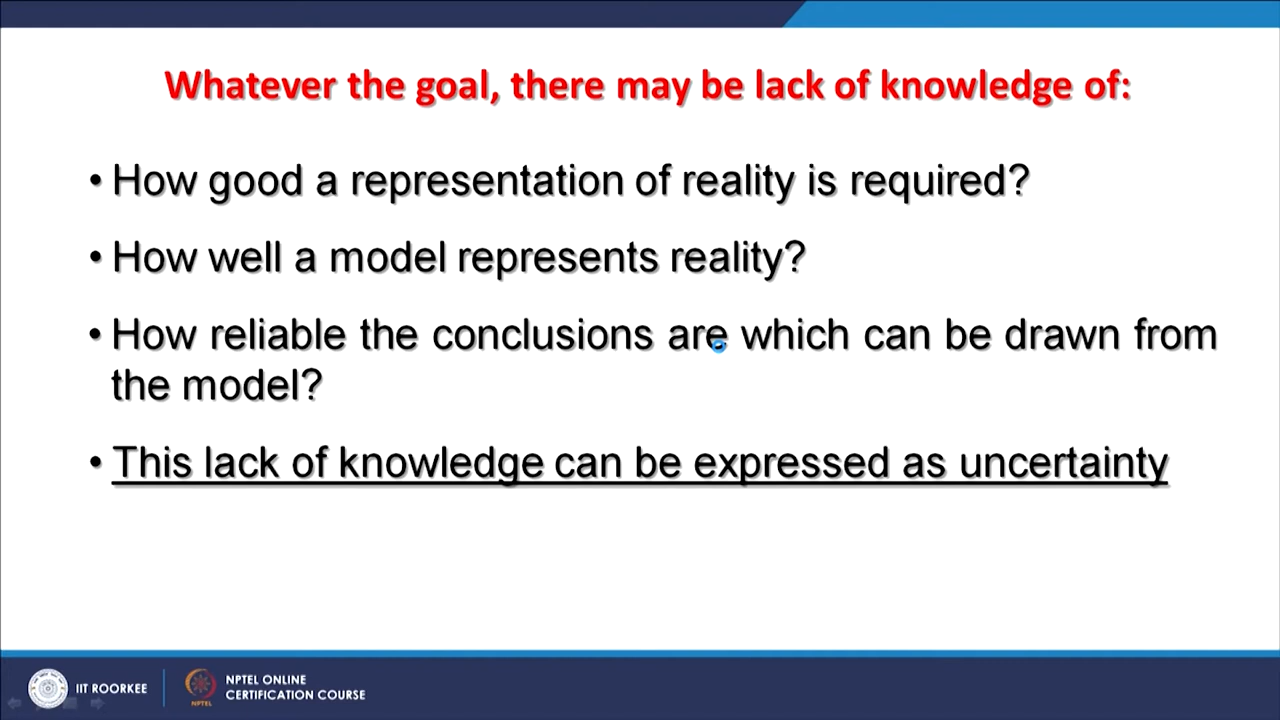 Whatever the goal, there may be lack of knowledge of:
• How good a representation of reality is required?
• How well a model represents reality?
• How reliable the conclusions are which can be drawn from
the model?
• This lack of knowledge can be expressed as uncertainty
IIT ROORKEE
NPTEL
NPTEL ONLINE
CERTIFICATION COURSE